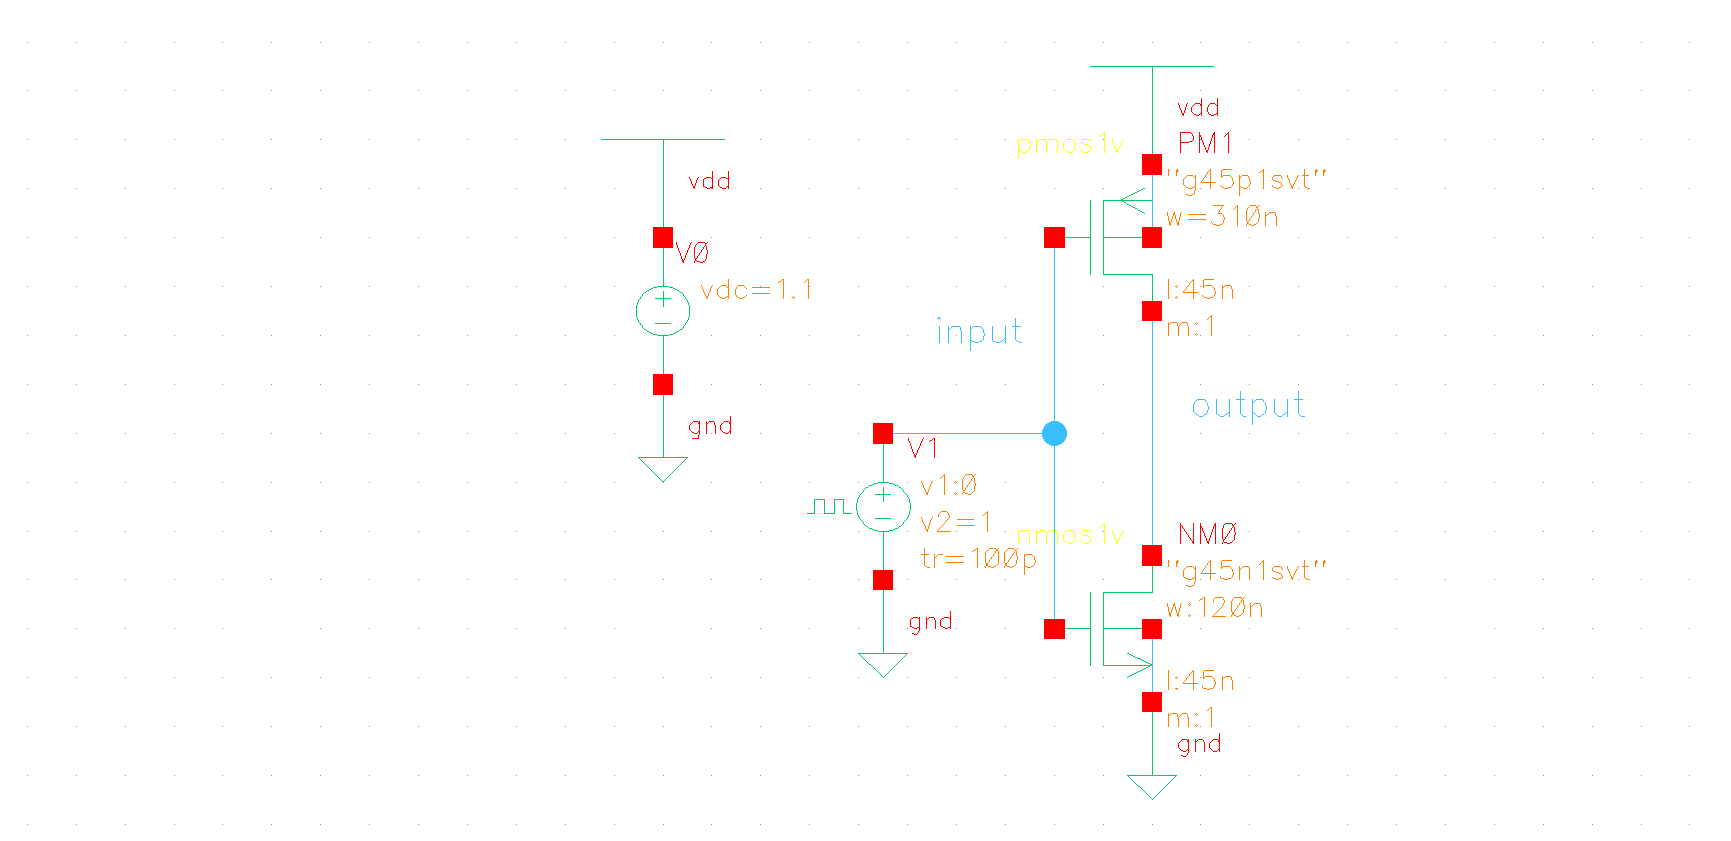 vdd
pmos1v
PM1
"g45p1svt"
w=310n
l:45n
m:1
vdd
V0
vdc=1.1
gnd
input
output
V1
v1:0
v2=1
tr=100p
gnd
nmos1v
NM0
"g45n1svt"
w:120n
l:45n
m:1
gnd